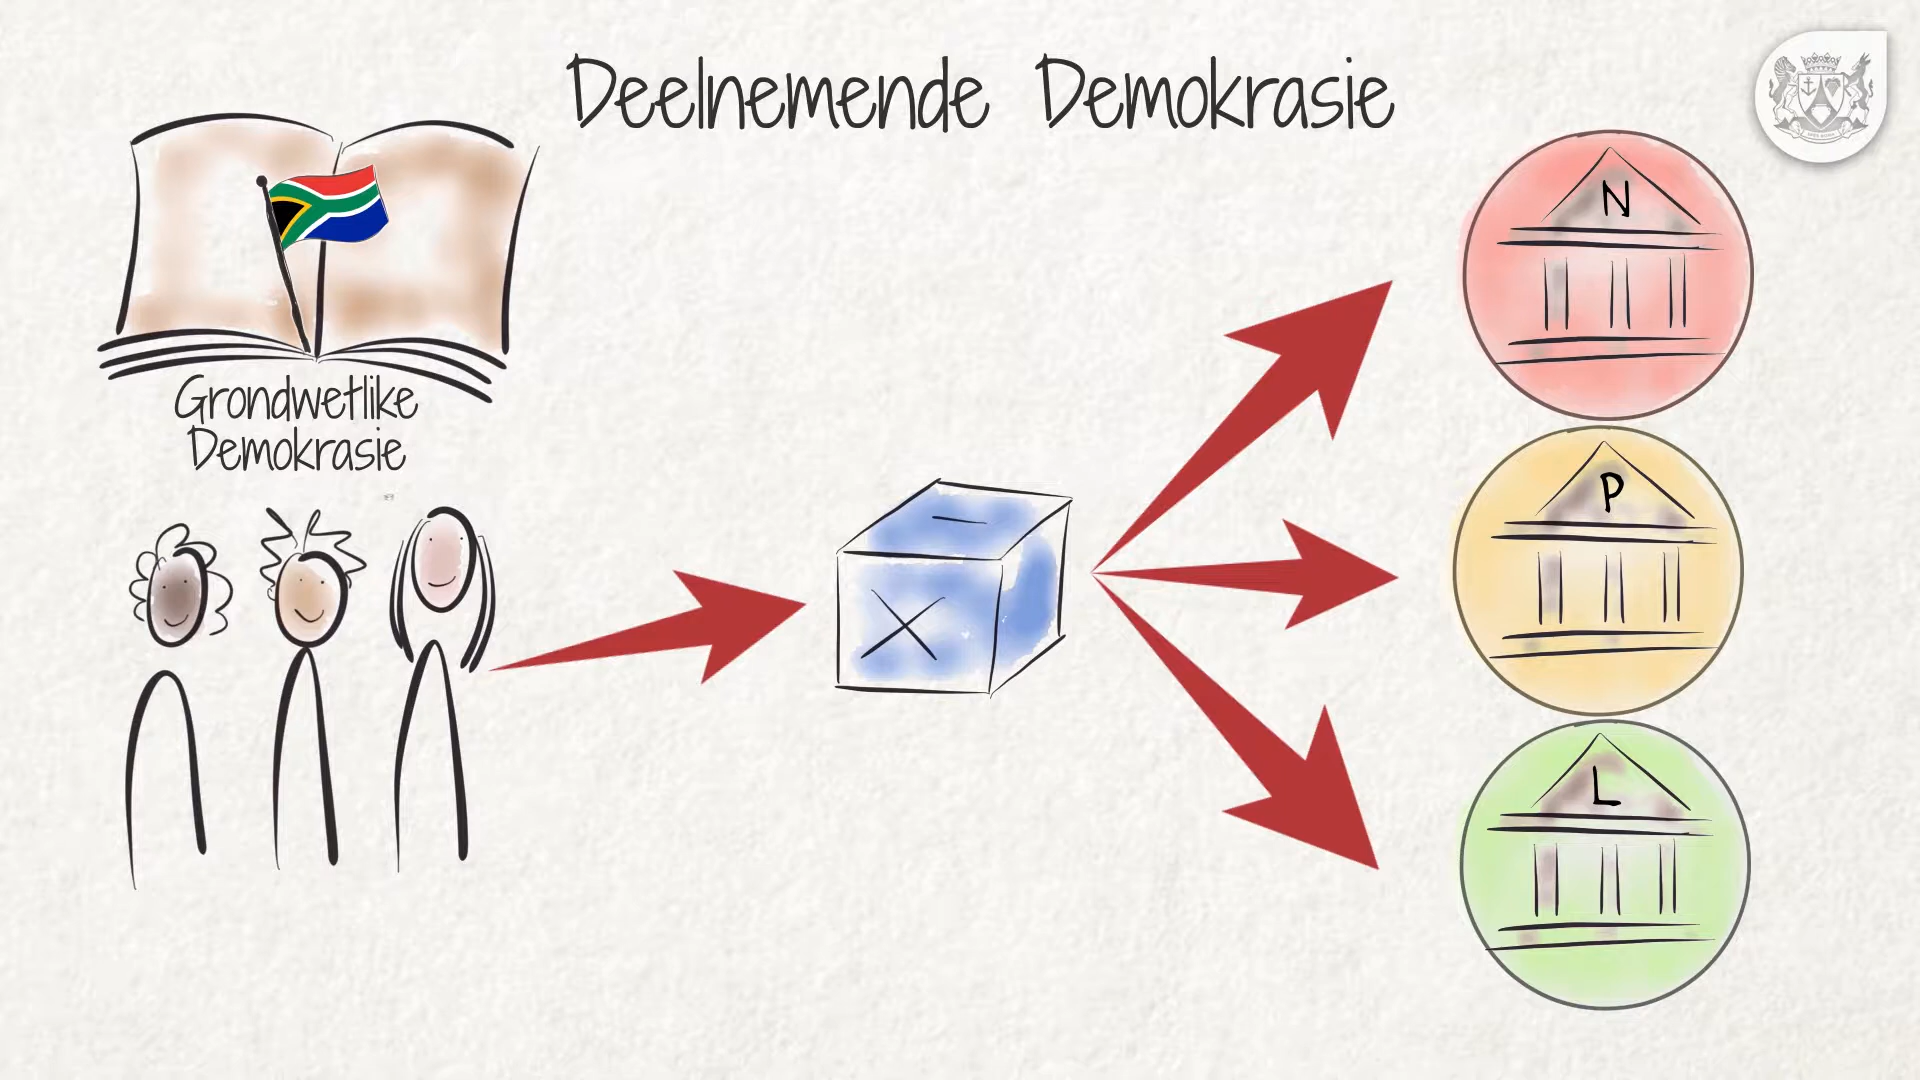 Deelnemende Demokrasie
Grondwetlike
Demokrasie
N
P
L